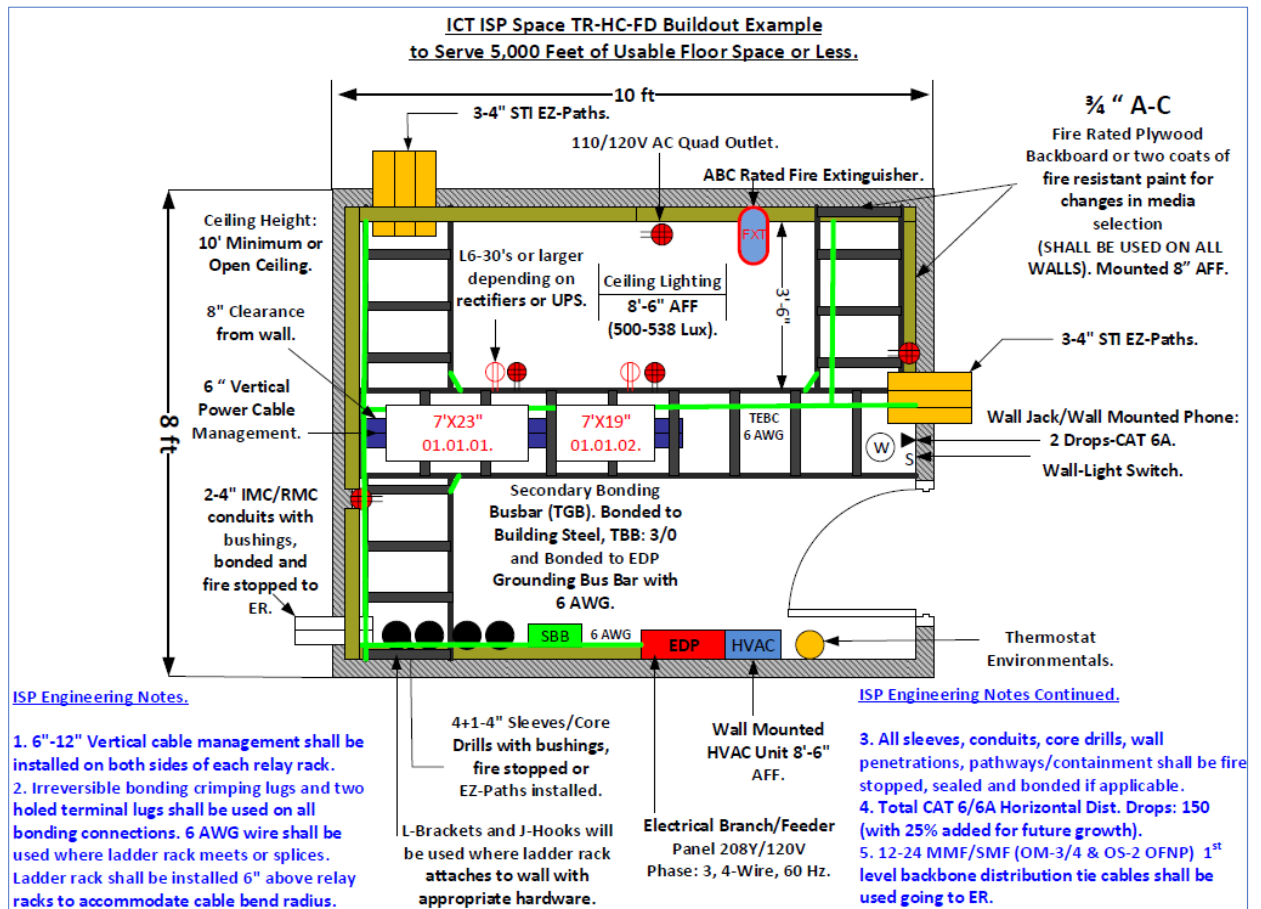 ICT ISP Space TR-HC-FD Buildout Example
to Serve 5,000 Feet of Usable Floor Space or Less.
10 ft
3-4" STI EZ-Paths.
110/120V AC Quad Outlet.
ABC Rated Fire Extinguisher.
¾ “ A-C
Fire Rated Plywood
Backboard or two coats of
fire resistant paint for
changes in media
selection
(SHALL BE USED ON ALL
WALLS). Mounted 8” AFF.
8 ft
Ceiling Height:
10' Minimum or
Open Ceiling.
8" Clearance
from wall.
6 “ Vertical
Power Cable
Management.
2-4" IMC/RMC
conduits with
bushings,
bonded and
fire stopped to
ER.
L6-30's or larger
depending on
rectifiers or UPS.
Ceiling Lighting
8'-6" AFF
(500-538 Lux).
FXT
3'-6"
3-4" STI EZ-Paths.
Wall Jack/Wall Mounted Phone:
2 Drops-CAT 6A.
Wall-Light Switch.
7'X23"
01.01.01.
7'X19"
01.01.02.
TEBC
6 AWG
W
S
Secondary Bonding
Busbar (TGB). Bonded to
Building Steel, TBB: 3/0
and Bonded to EDP
Grounding Bus Bar with
6 AWG.
SBB
6 AWG
EDP
HVAC
Thermostat
Environmentals.
4+1-4" Sleeves/Core
Drills with bushings,
fire stopped or
EZ-Paths installed.
L-Brackets and J-Hooks will
be used where ladder rack
attaches to wall with
appropriate hardware.
Wall Mounted
HVAC Unit 8'-6"
AFF.
Electrical Branch/Feeder
Panel 208Y/120V
Phase: 3, 4-Wire, 60 Hz.
ISP Engineering Notes.
1. 6"-12" Vertical cable management shall be
installed on both sides of each relay rack.
2. Irreversible bonding crimping lugs and two
holed terminal lugs shall be used on all
bonding connections. 6 AWG wire shall be
used where ladder rack meets or splices.
Ladder rack shall be installed 6" above relay
racks to accommodate cable bend radius.
ISP Engineering Notes Continued.
3. All sleeves, conduits, core drills, wall
penetrations, pathways/containment shall be fire
stopped, sealed and bonded if applicable.
4. Total CAT 6/6A Horizontal Dist. Drops: 150
(with 25% added for future growth).
5. 12-24 MMF/SMF (OM-3/4 & OS-2 OFNP) 1st
level backbone distribution tie cables shall be
used going to ER.